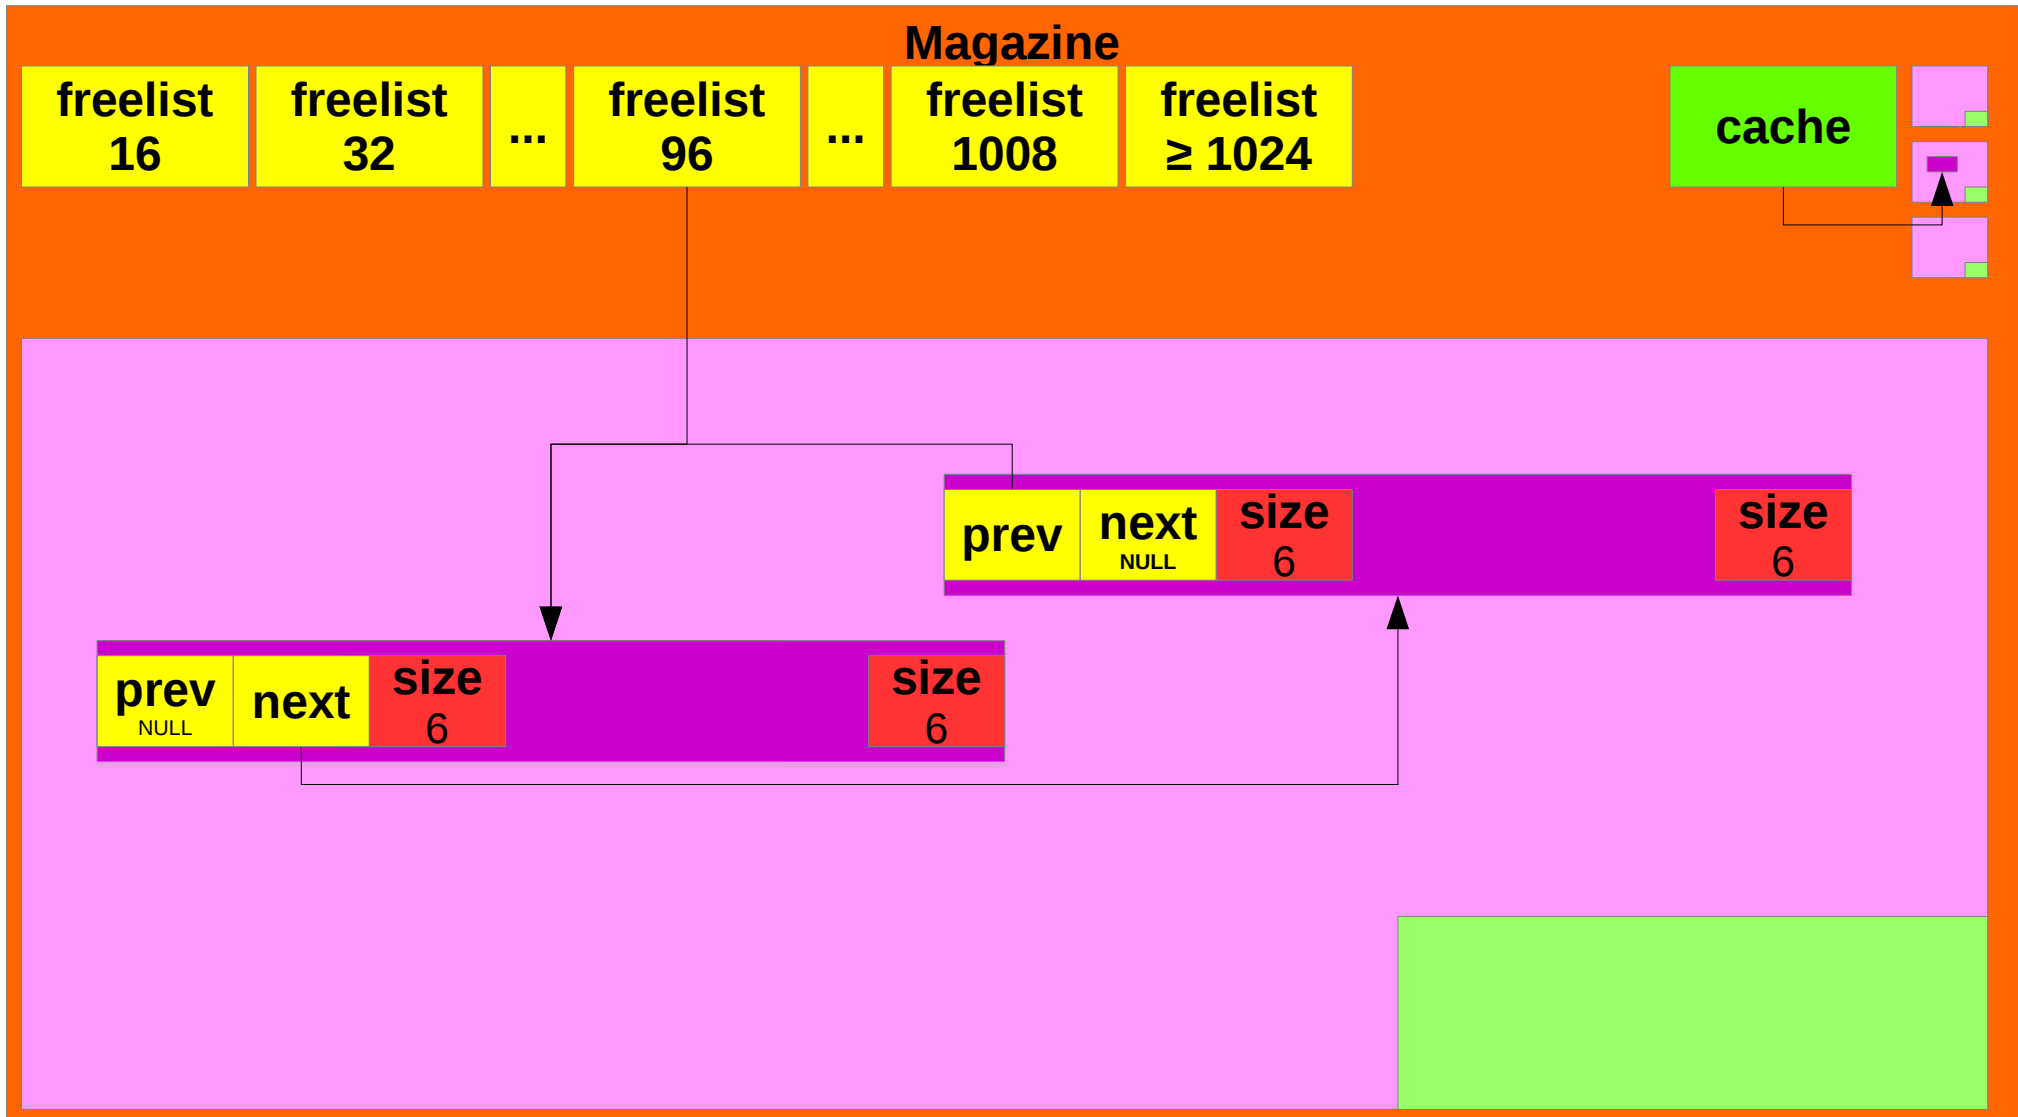 Magazine
freelist
16
freelist
32
...
freelist
96
...
freelist
1008
freelist
≥ 1024
cache
prev
next
NULL
size
6
size
6
prev
NULL
next
size
6
size
6